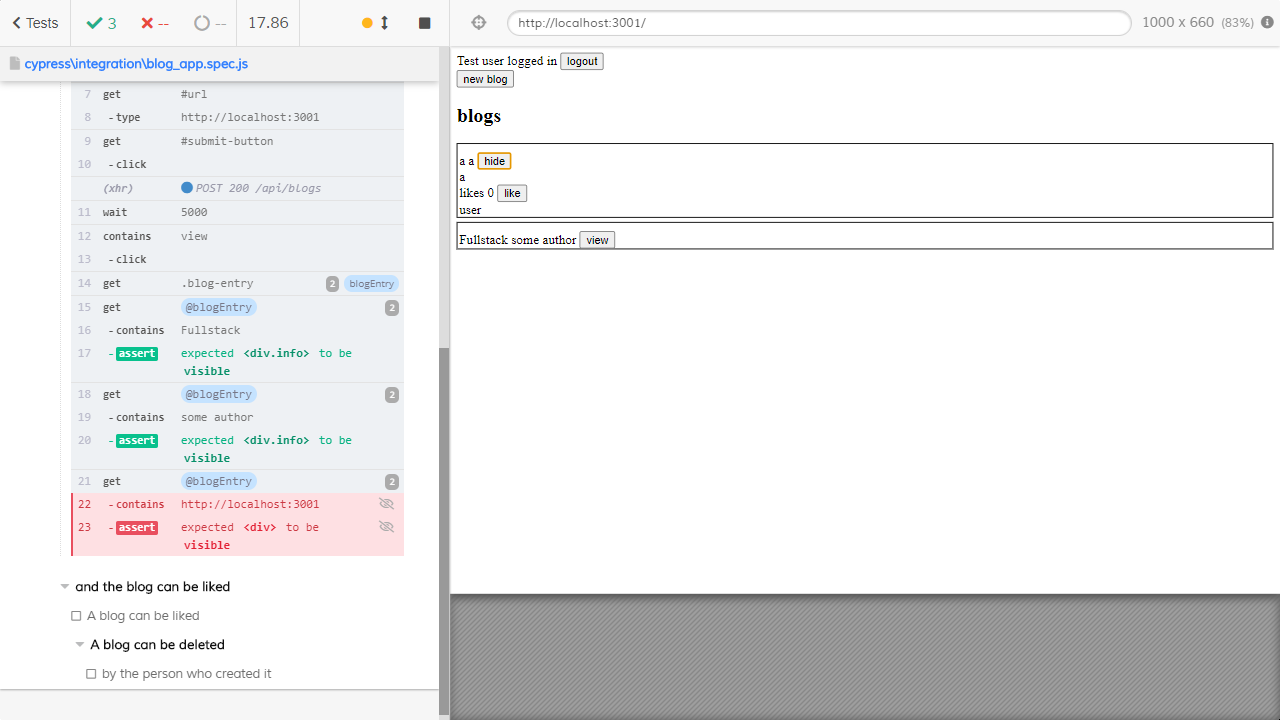 Tests
3
--
--
17.86
http://localhost:3001/
1000 x 660 (83%)
cypress\integration\blog_app.spec.js
7 get #url
8 - type http://localhost:3001
9 get #submit-button
10 - click
(xhr) POST 200 /api/blogs
11 wait 5000
12 contains view
13 - click
14 get .blog-entry 2 blogEntry
15 get @blogEntry 2
16 - contains Fullstack
17 - assert expected <div.info> to be
visible
18 get @blogEntry 2
19 - contains some author
20 - assert expected <div.info> to be
visible
21 get @blogEntry 2
22 - contains http://localhost:3001
23 - assert expected <div> to be
visible
and the blog can be liked
A blog can be liked
A blog can be deleted
by the person who created it
Test user logged in logout
new blog
blogs
a a hide
a
likes 0 like
user
Fullstack some author view